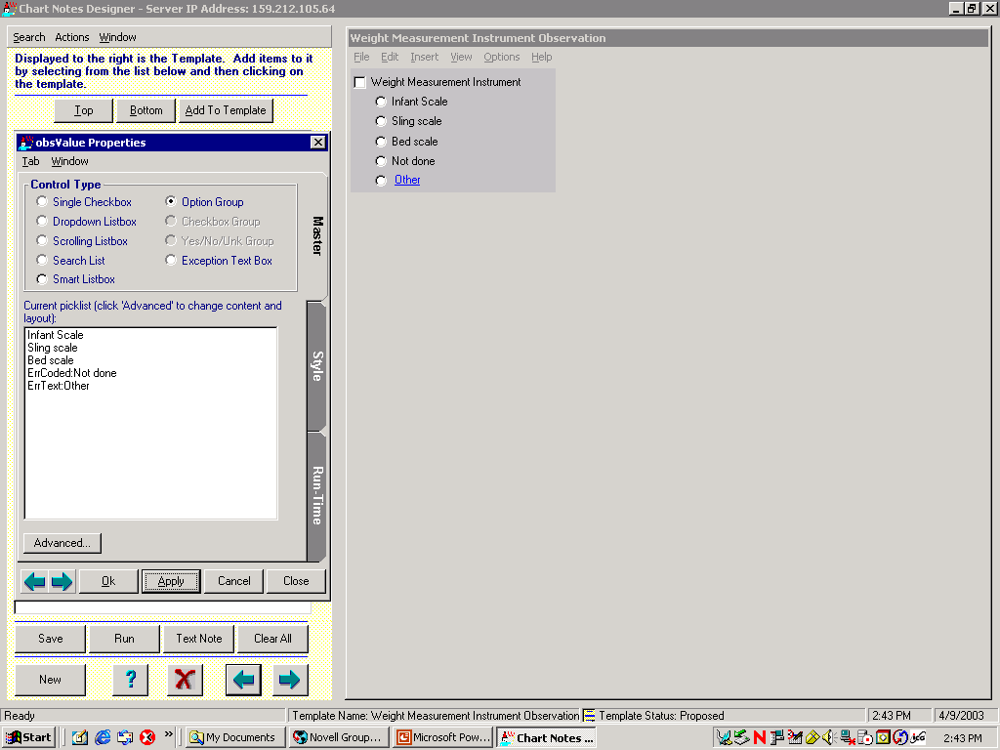 Chart Notes Designer - Server IP Address: 159.212.105.64
Search Actions Window
Displayed to the right is the Template. Add items to it
by selecting from the list below and then clicking on
the template.
Top Bottom Add To Template
obsValue Properties
Tab Window
Control Type
Single Checkbox Option Group
Dropdown Listbox Checkbox Group
Scrolling Listbox Yes/No/Unk Group
Search List Exception Text Box
Smart Listbox
Master
Current picklist (click 'Advanced' to change content and
layout):
Infant Scale
Sling scale
Bed scale
ErrCoded:Not done
ErrText:Other
Style
Run-Time
Advanced...
Ok Apply Cancel Close
Save Run Text Note Clear All
New ?
Weight Measurement Instrument Observation
File Edit Insert View Options Help
Weight Measurement Instrument
Infant Scale
Sling scale
Bed scale
Not done
Other
Ready Template Name: Weight Measurement Instrument Observation Template Status: Proposed 2:43 PM 4/9/2003
Start » My Documents Novell Group... Microsoft Pow... Chart Notes ... 2:43 PM